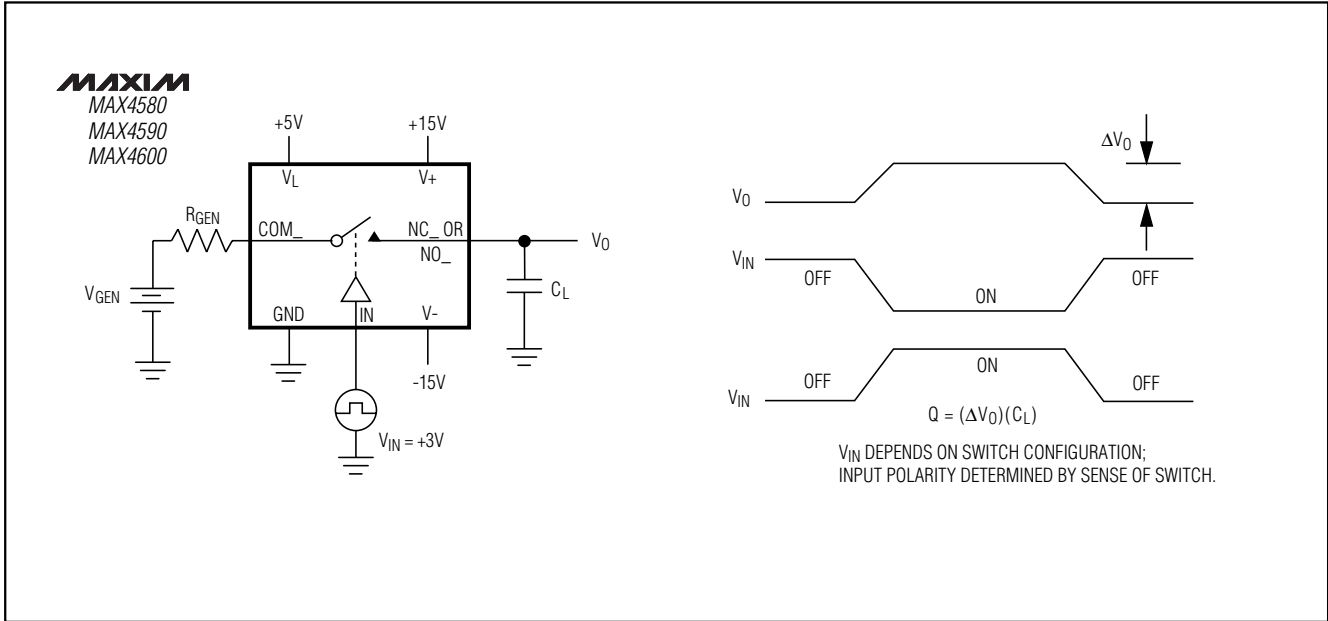 MAXIM
MAX4580
MAX4590
MAX4600
+5V
+15V
VL
V+
RGEN
COM_
NC_ OR
NO_
VO
VGEN
CL
GND
IN
V-
-15V
VIN = +3V
ΔVO
VO
VIN
OFF
ON
OFF
VIN
OFF
ON
OFF
Q = (ΔVO)(CL)
VIN DEPENDS ON SWITCH CONFIGURATION;
INPUT POLARITY DETERMINED BY SENSE OF SWITCH.